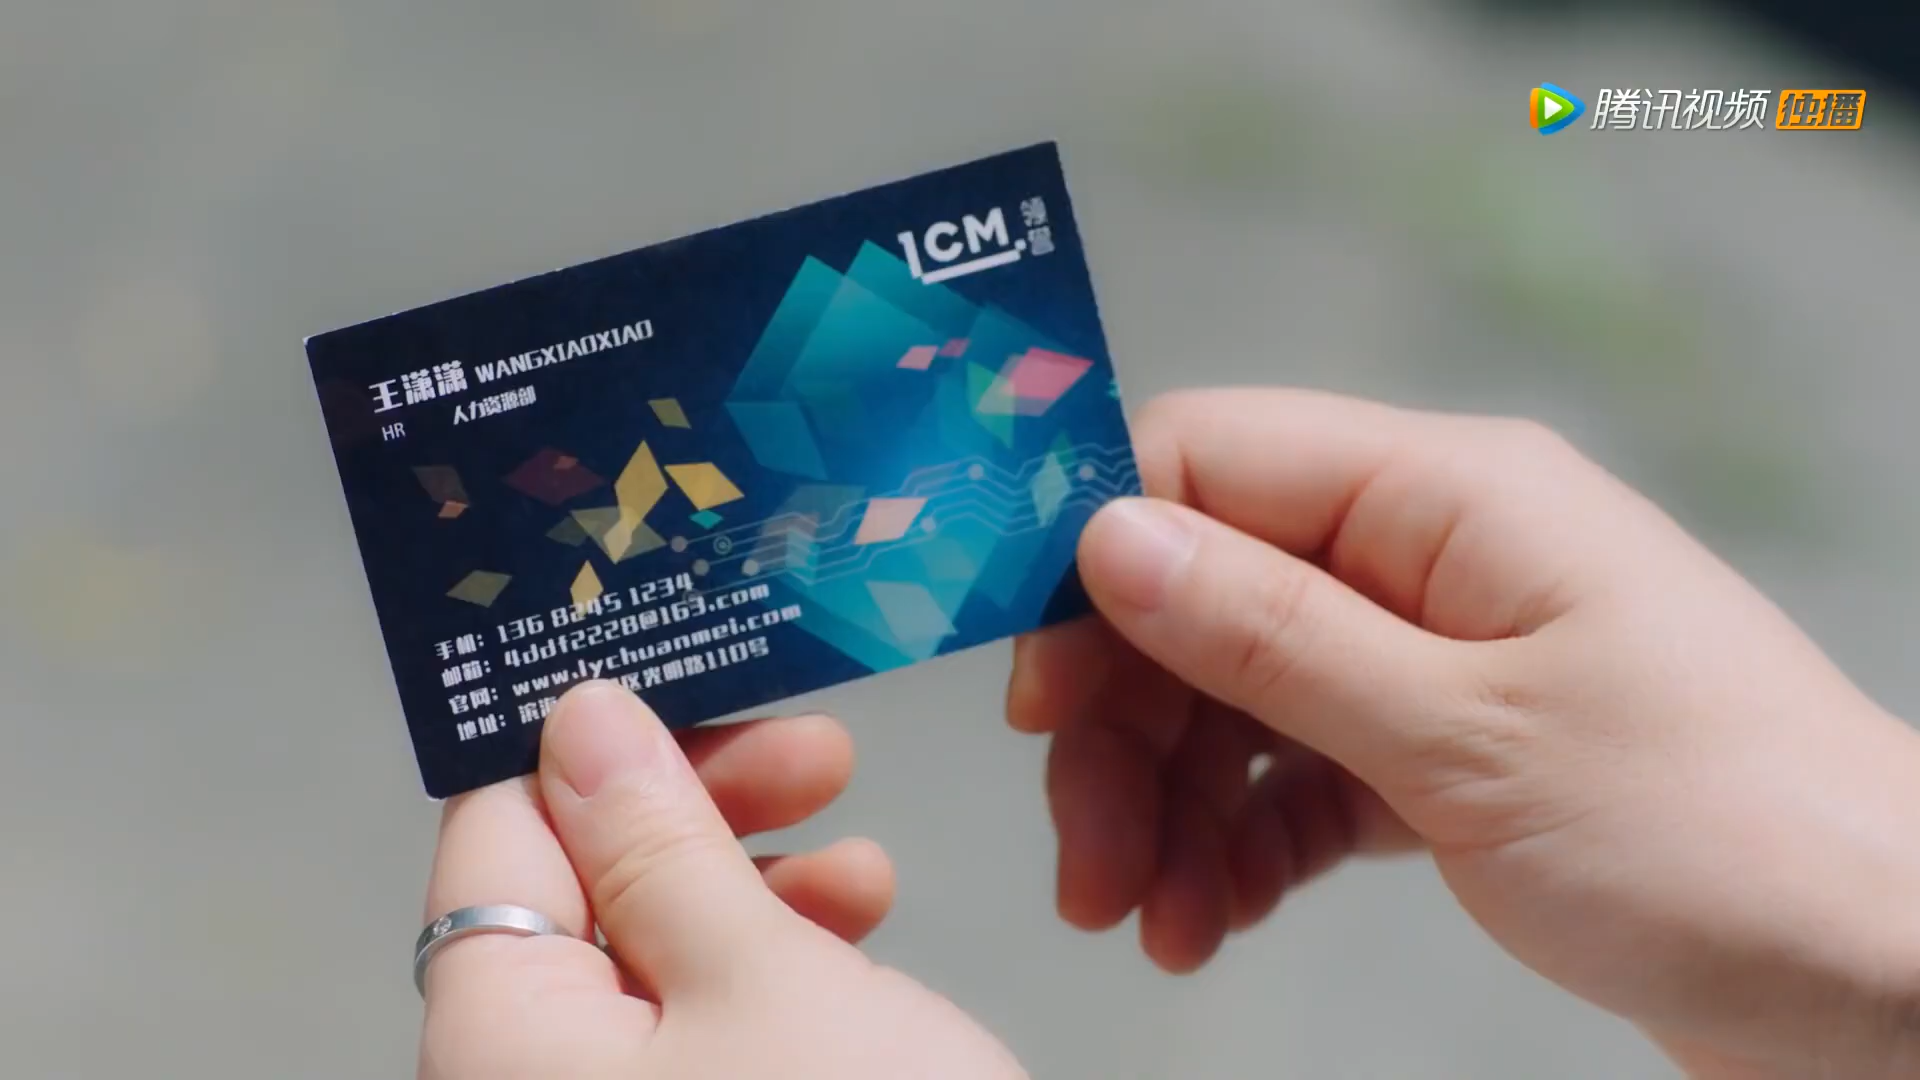 腾讯视频 独播
1CM.
领誉
王潇潇 WANGXIAOXIAO
HR 人力资源部
手机： 136 8245 1234
邮箱： 4ddf2228@163.com
官网： www.lychuanmei.com
地址： 滨海 区光明路110号